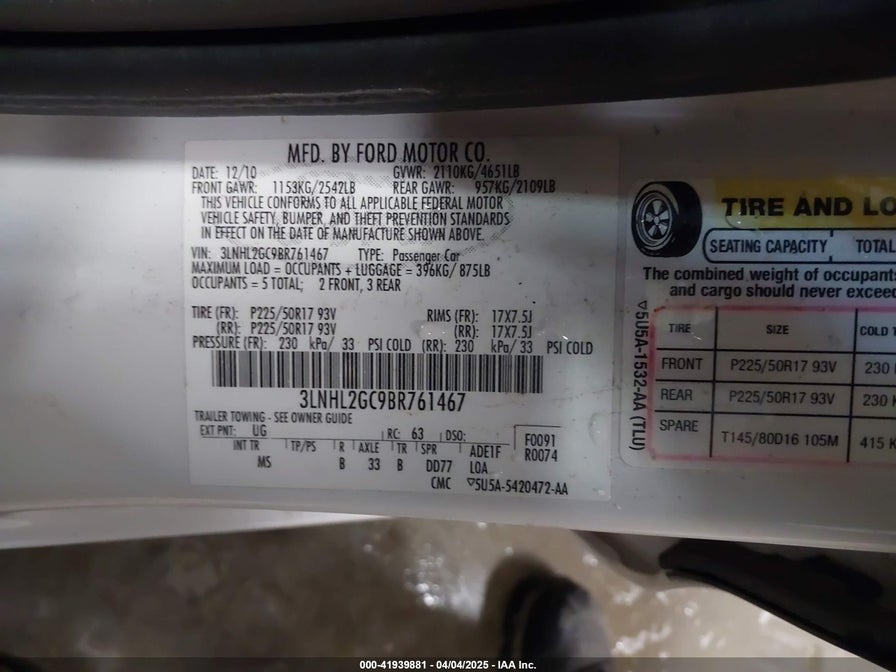 MFD. BY FORD MOTOR CO.
DATE: 12/10 GVWR: 2110KG/4651LB
FRONT GAWR: 1153KG/2542LB REAR GAWR: 957KG/2109LB
THIS VEHICLE CONFORMS TO ALL APPLICABLE FEDERAL MOTOR
VEHICLE SAFETY, BUMPER, AND THEFT PREVENTION STANDARDS
IN EFFECT ON THE DATE OF MANUFACTURE SHOWN ABOVE.
VIN: 3LNHL2GC9BR761467 TYPE: Passenger Car
MAXIMUM LOAD = OCCUPANTS + LUGGAGE = 396KG/ 875LB
OCCUPANTS = 5 TOTAL; 2 FRONT, 3 REAR
TIRE (FR): P225/50R17 93V RIMS (FR): 17X7.5J
(RR): P225/50R17 93V (RR): 17X7.5J
PRESSURE (FR): 230 kPa/ 33 PSI COLD (RR): 230 kPa/ 33 PSI COLD
3LNHL2GC9BR761467
TRAILER TOWING - SEE OWNER GUIDE
EXT PNT: UG RC: 63 DSO: F0091
INT TR TP/PS R AXLE TR SPR ADE1F R0074
MS B 33 B DD77 LOA
CMC ▽5U5A-5420472-AA
TIRE AND LO
SEATING CAPACITY TOTAL
The combined weight of occupants
and cargo should never exceed
▽5U5A-1532-AA (TLU)
TIRE SIZE COLD T
FRONT P225/50R17 93V 230 K
REAR P225/50R17 93V 230 K
SPARE T145/80D16 105M 415 K
000-41939881 - 04/04/2025 - IAA Inc.